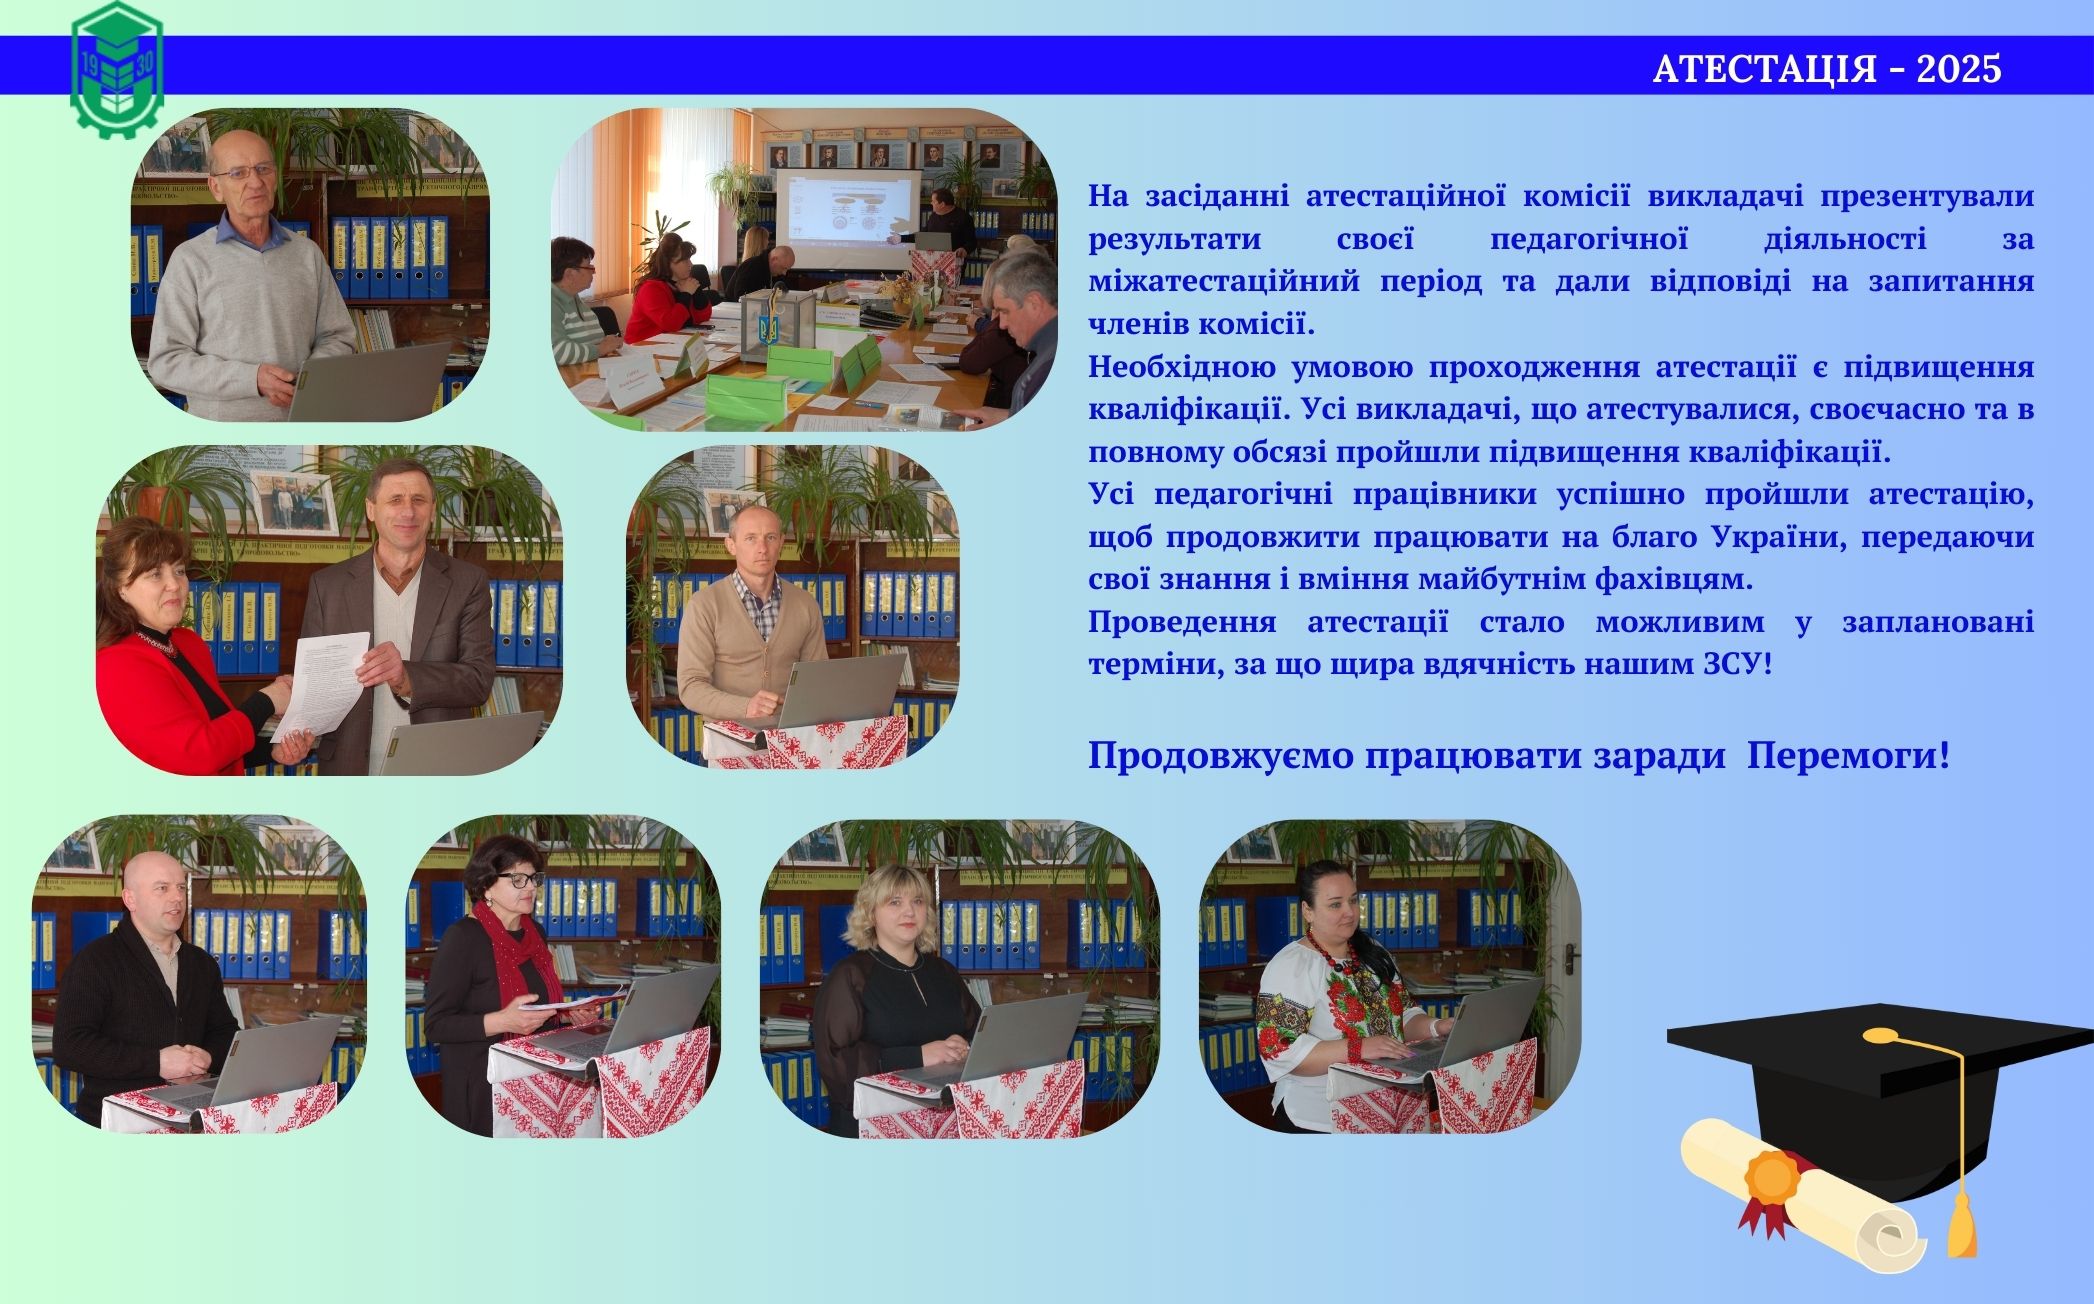 19 30
АТЕСТАЦІЯ - 2025
На засіданні атестаційної комісії викладачі презентували
результати своєї педагогічної діяльності за
міжатестаційний період та дали відповіді на запитання
членів комісії.
Необхідною умовою проходження атестації є підвищення
кваліфікації. Усі викладачі, що атестувалися, своєчасно та в
повному обсязі пройшли підвищення кваліфікації.
Усі педагогічні працівники успішно пройшли атестацію,
щоб продовжити працювати на благо України, передаючи
свої знання і вміння майбутнім фахівцям.
Проведення атестації стало можливим у заплановані
терміни, за що щира вдячність нашим ЗСУ!
Продовжуємо працювати заради Перемоги!